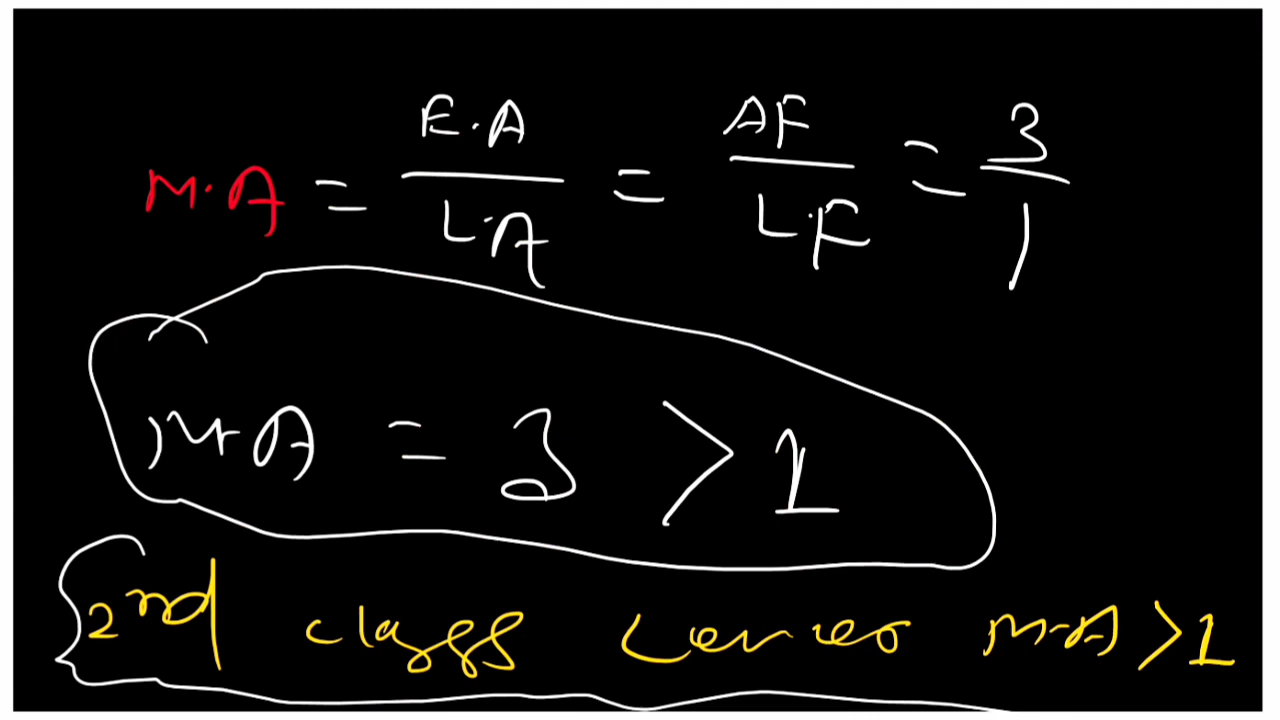 M.A = E.A / L.A = AF / L.F = 3 / 1
M.A = 3 > 1
2nd class Lever M.A > 1